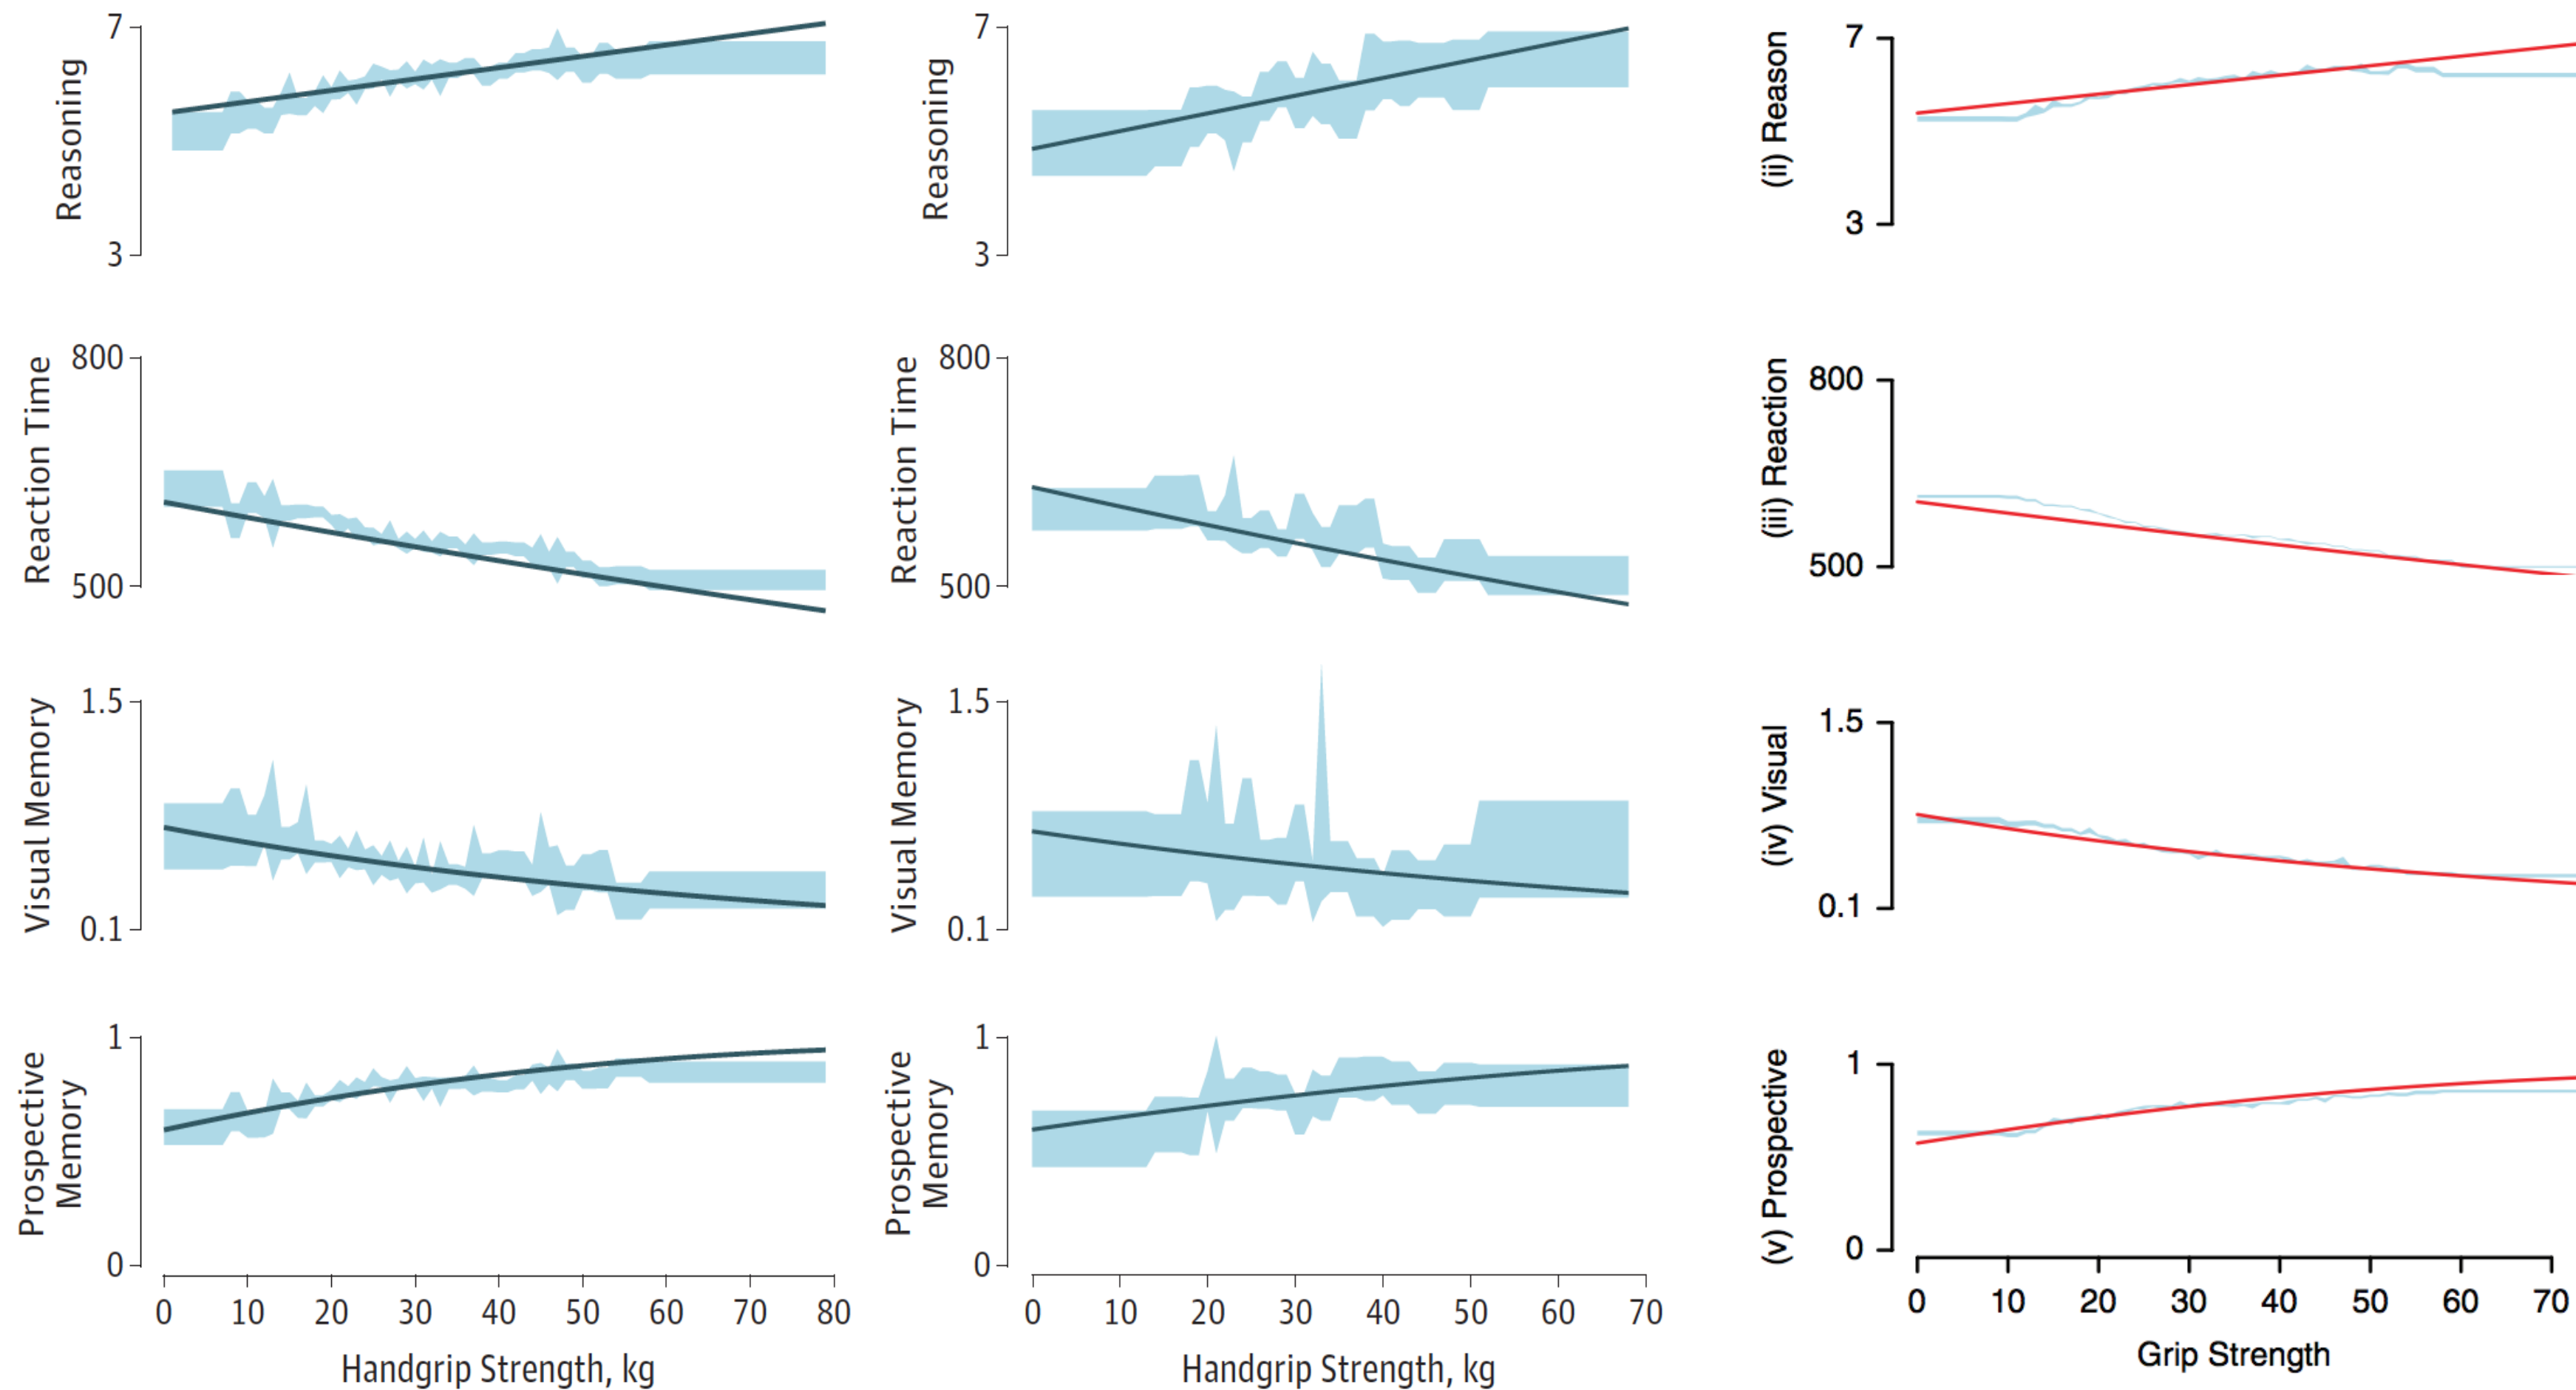 Reasoning
7
3
Reaction Time
800
500
Visual Memory
1.5
0.1
Prospective
Memory
1
0
0 10 20 30 40 50 60 70 80
Handgrip Strength, kg
Reasoning
7
3
Reaction Time
800
500
Visual Memory
1.5
0.1
Prospective
Memory
1
0
0 10 20 30 40 50 60 70
Handgrip Strength, kg
(ii) Reason
7
3
(iii) Reaction
800
500
(iv) Visual
1.5
0.1
(v) Prospective
1
0
0 10 20 30 40 50 60 70
Grip Strength